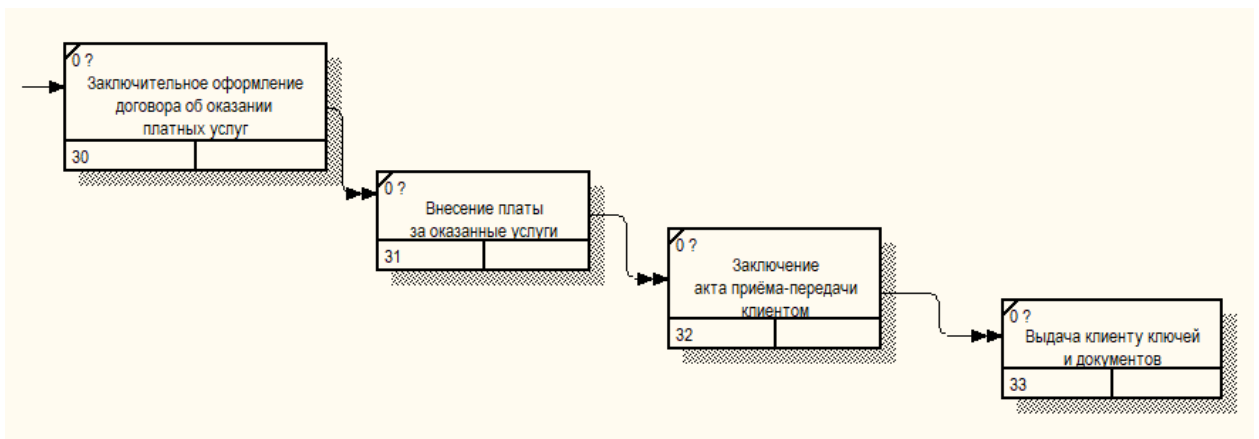 0 ?
Заключительное оформление
договора об оказании
платных услуг
30
0 ?
Внесение платы
за оказанные услуги
31
0 ?
Заключение
акта приёма-передачи
клиентом
32
0 ?
Выдача клиенту ключей
и документов
33